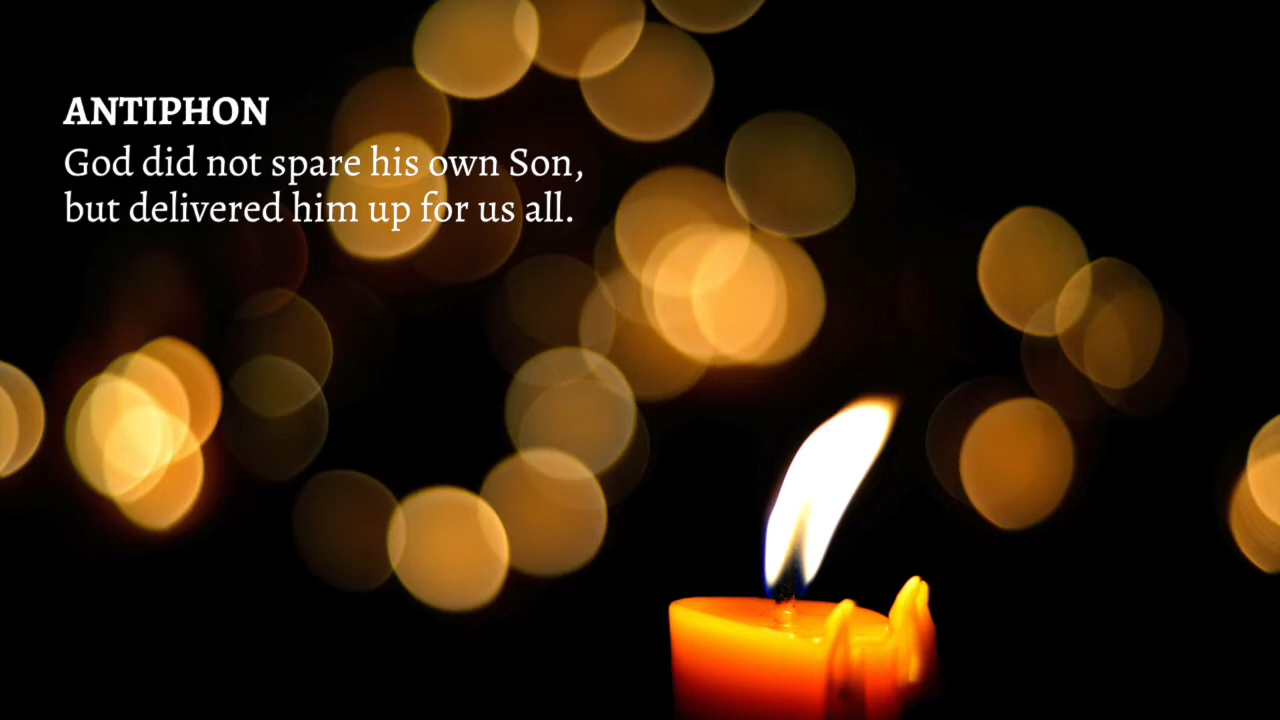 ANTIPHON
God did not spare his own Son,
but delivered him up for us all.